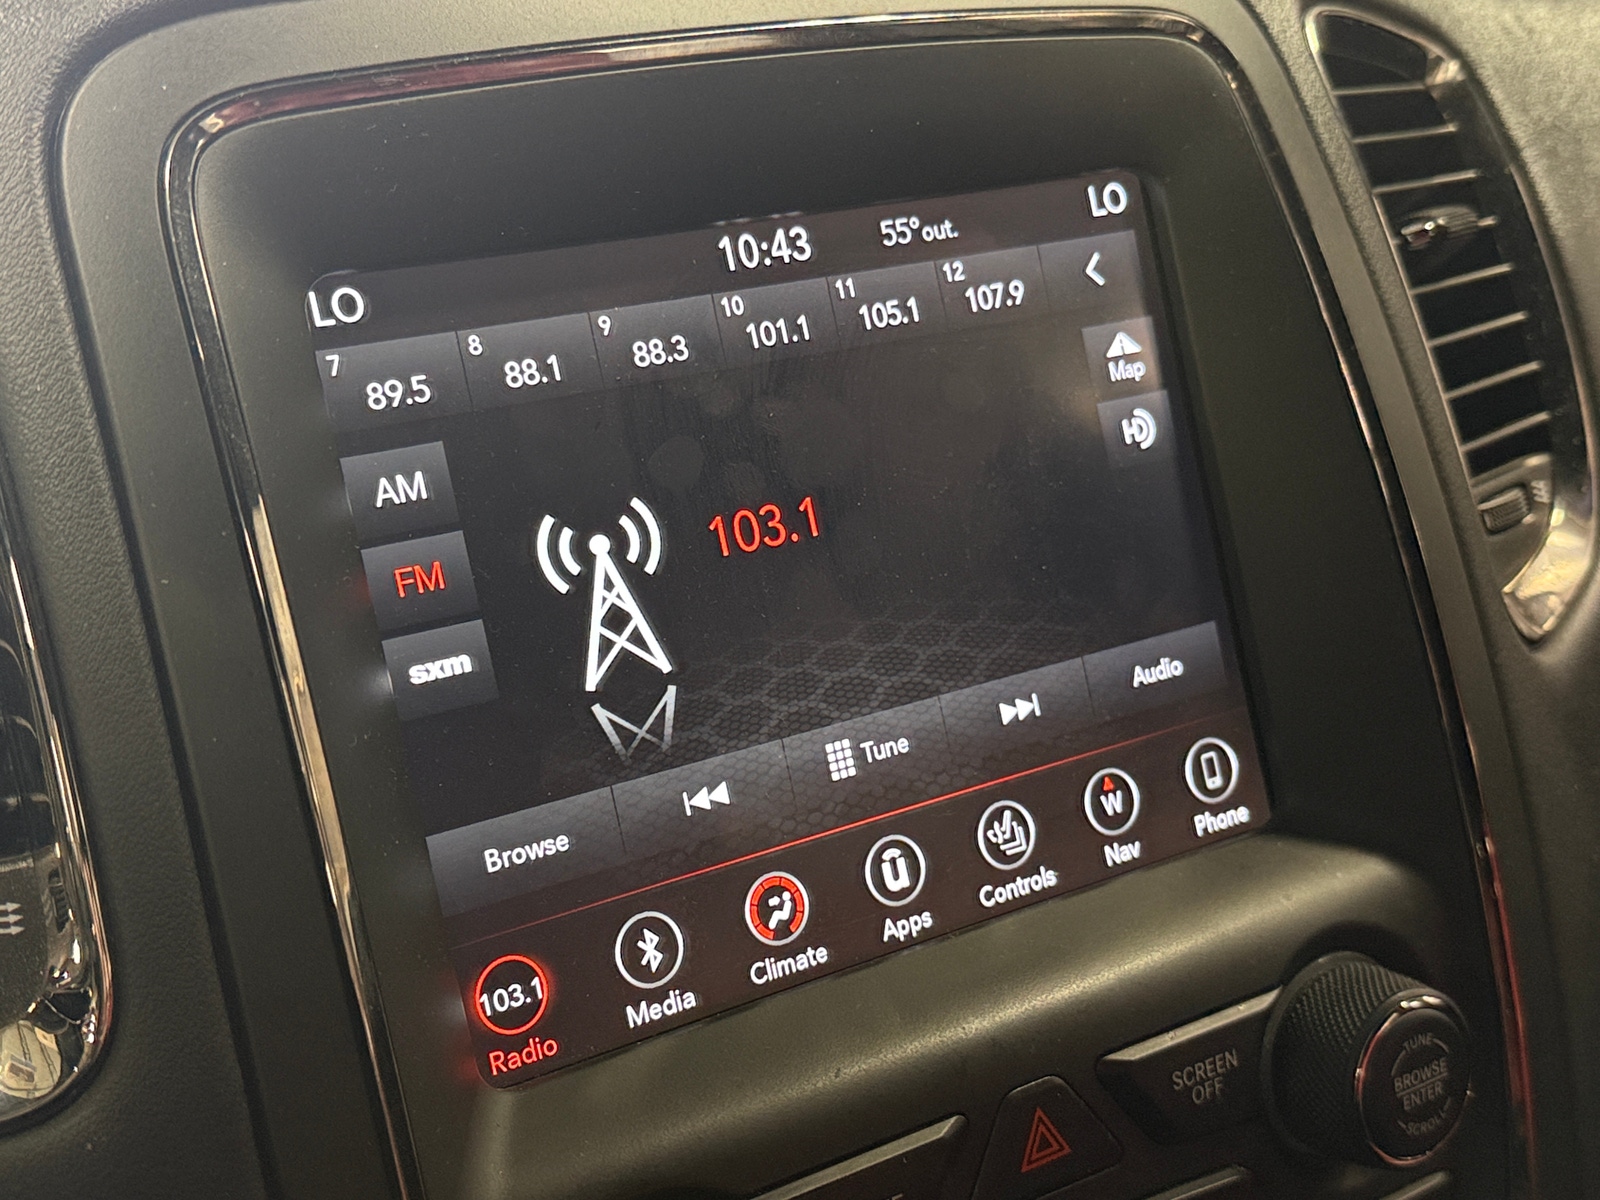 LO 10:43 55° out. LO
7 8 9 10 11 12
89.5 88.1 88.3 101.1 105.1 107.9
Map
HD
AM
FM
sxm
103.1
Browse Tune Audio
103.1 W
Radio Media Climate Apps Controls Nav Phone
SCREEN
OFF
TUNE
BROWSE
ENTER
SCROLL